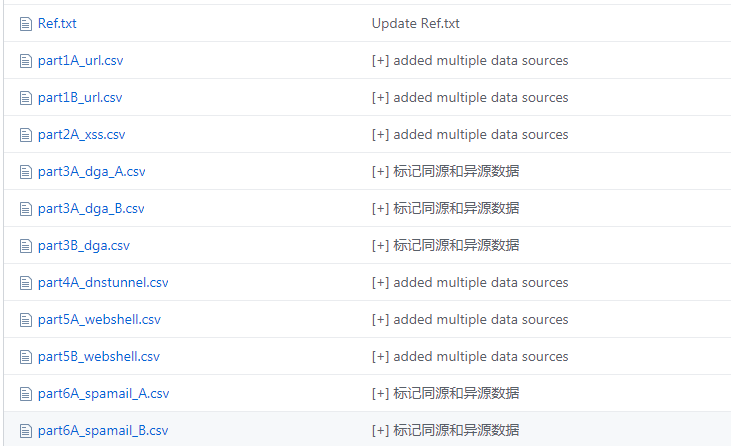 Ref.txt Update Ref.txt
part1A_url.csv [+] added multiple data sources
part1B_url.csv [+] added multiple data sources
part2A_xss.csv [+] added multiple data sources
part3A_dga_A.csv [+] 标记同源和异源数据
part3A_dga_B.csv [+] 标记同源和异源数据
part3B_dga.csv [+] 标记同源和异源数据
part4A_dnstunnel.csv [+] added multiple data sources
part5A_webshell.csv [+] added multiple data sources
part5B_webshell.csv [+] added multiple data sources
part6A_spamail_A.csv [+] 标记同源和异源数据
part6A_spamail_B.csv [+] 标记同源和异源数据